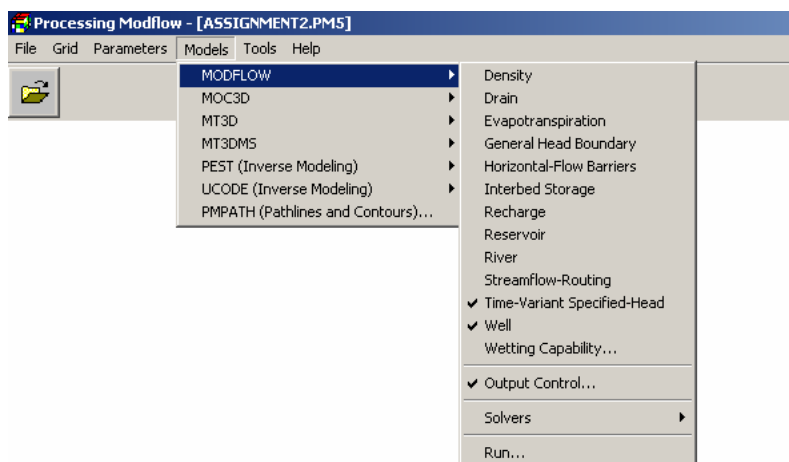 Processing Modflow - [ASSIGNMENT2.PM5]
File Grid Parameters Models Tools Help
MODFLOW
MOC3D
MT3D
MT3DMS
PEST (Inverse Modeling)
UCODE (Inverse Modeling)
PMPATH (Pathlines and Contours)...
Density
Drain
Evapotranspiration
General Head Boundary
Horizontal-Flow Barriers
Interbed Storage
Recharge
Reservoir
River
Streamflow-Routing
Time-Variant Specified-Head
Well
Wetting Capability...
Output Control...
Solvers
Run...